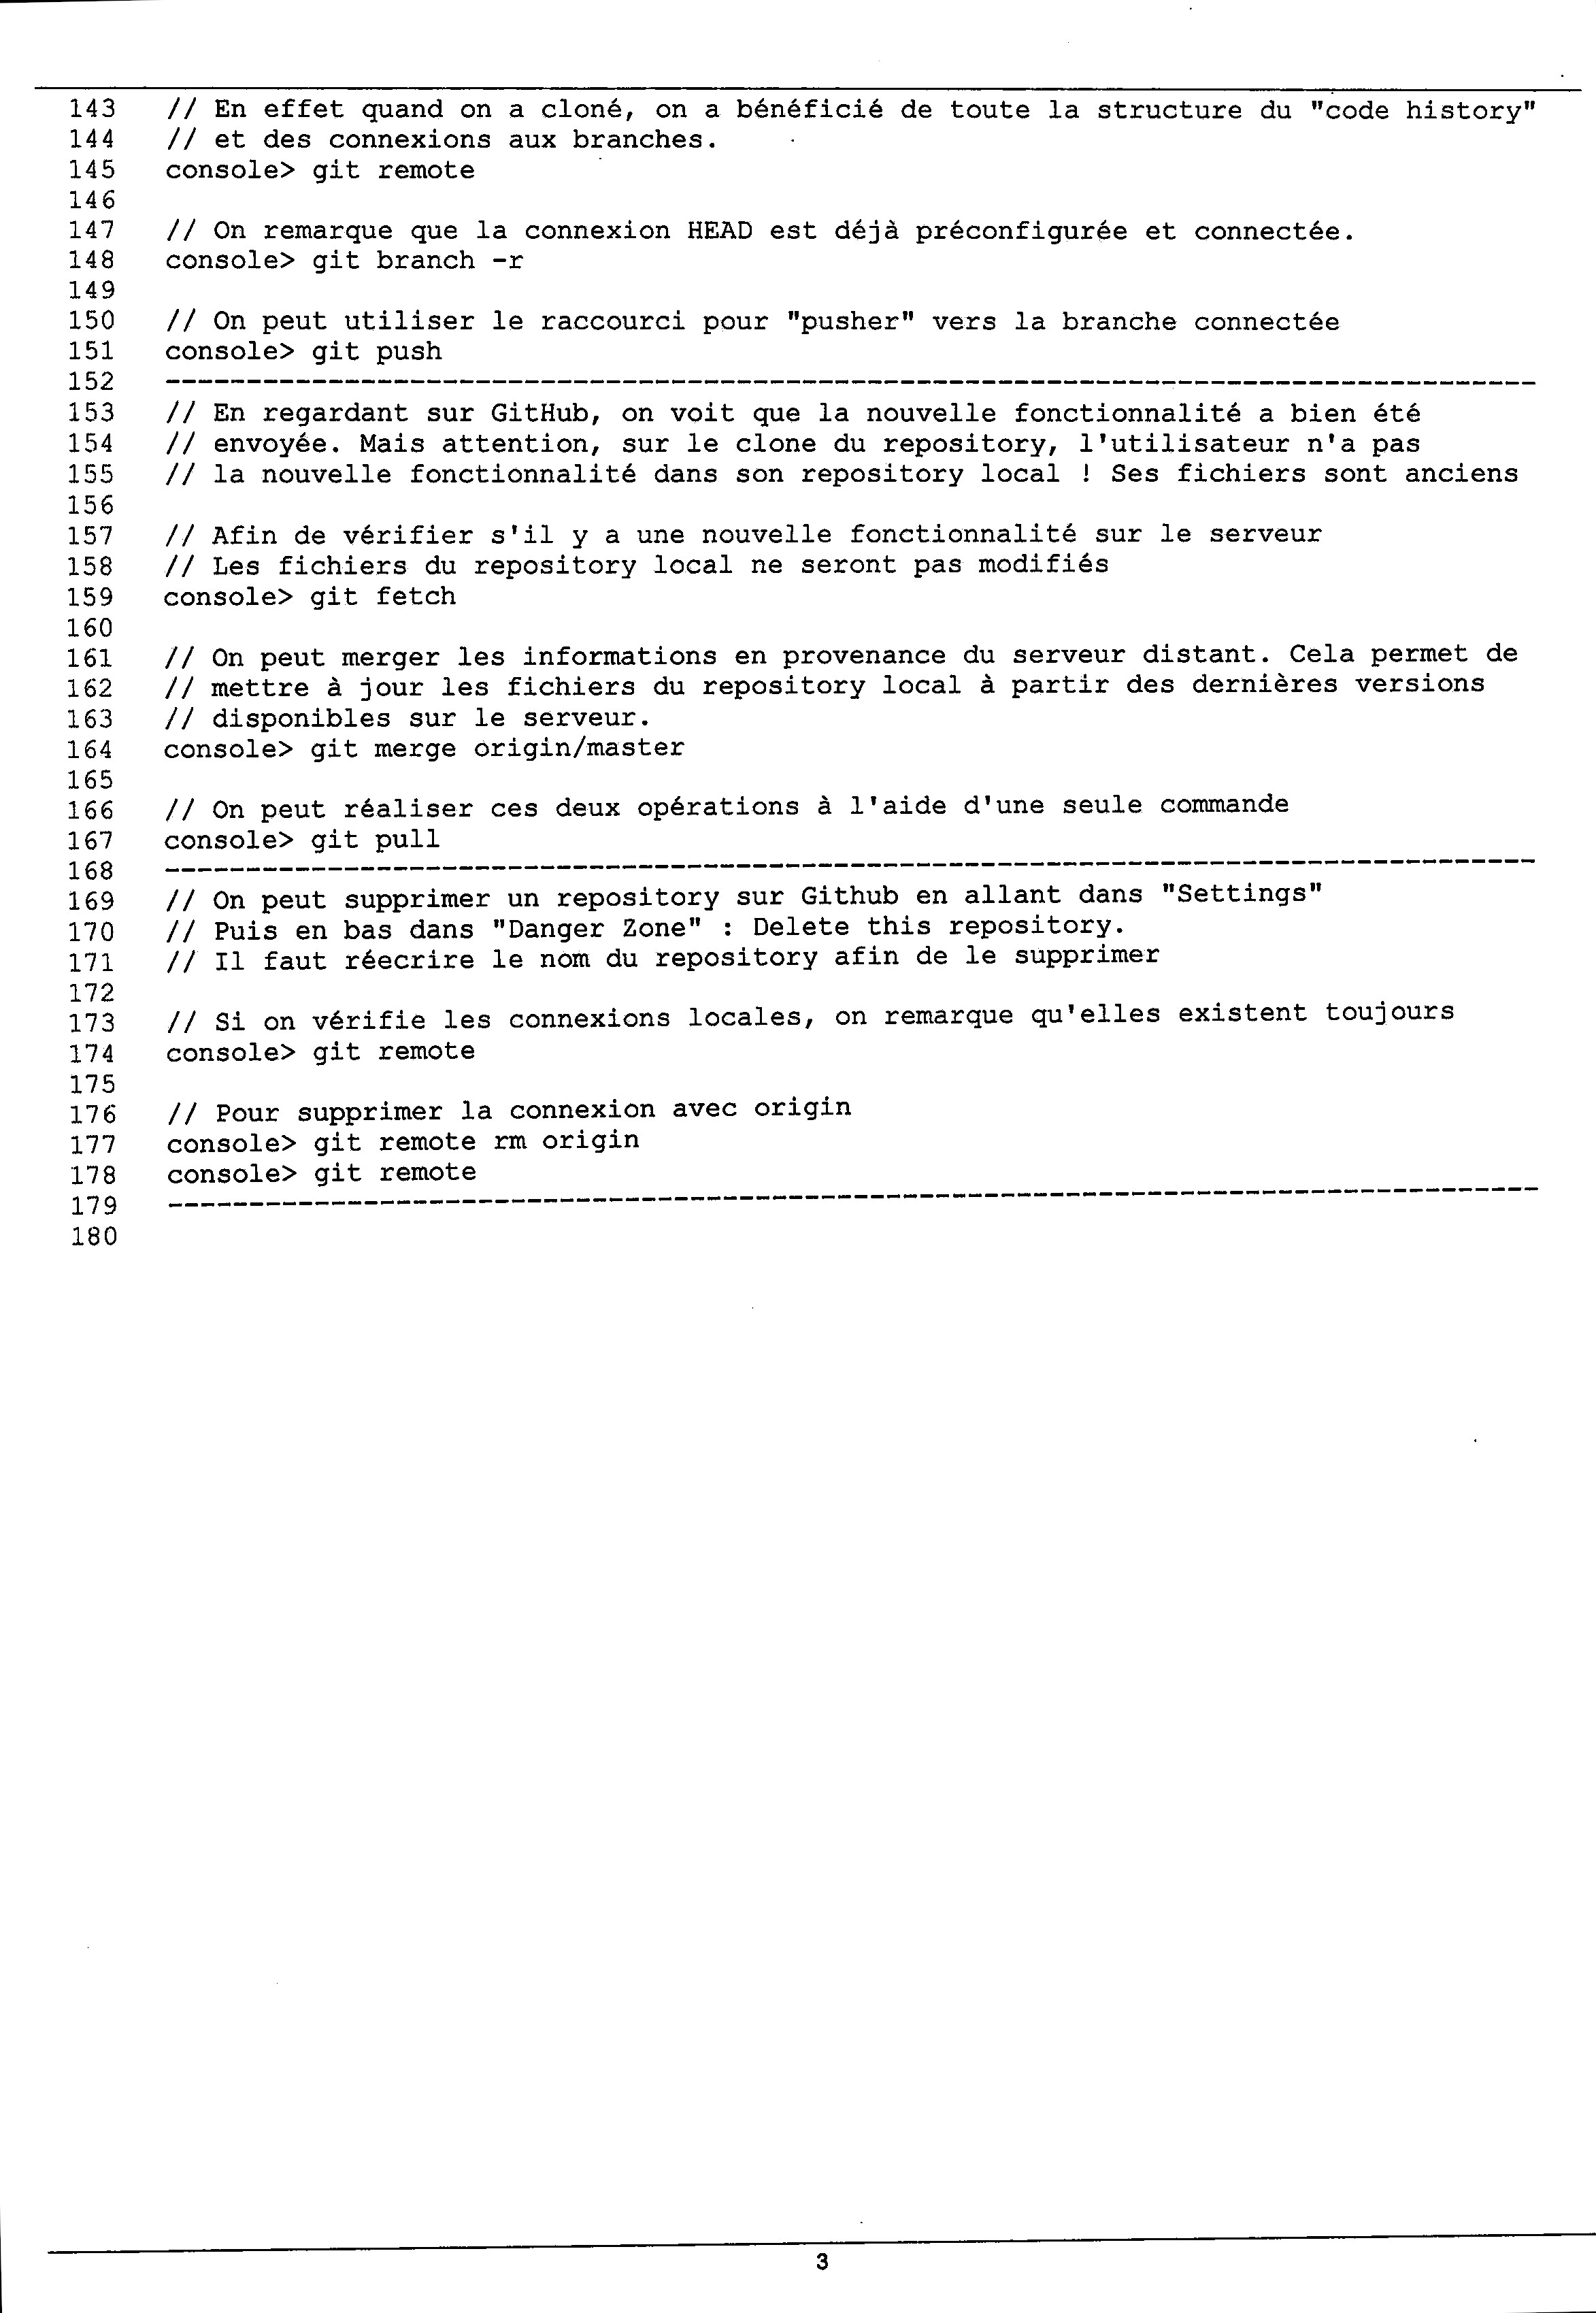 143 // En effet quand on a cloné, on a bénéficié de toute la structure du "code history"
144 // et des connexions aux branches.
145 console> git remote
146
147 // On remarque que la connexion HEAD est déjà préconfigurée et connectée.
148 console> git branch -r
149
150 // On peut utiliser le raccourci pour "pusher" vers la branche connectée
151 console> git push
152 ------------------------------------------------------------------------------------
153 // En regardant sur GitHub, on voit que la nouvelle fonctionnalité a bien été
154 // envoyée. Mais attention, sur le clone du repository, l'utilisateur n'a pas
155 // la nouvelle fonctionnalité dans son repository local ! Ses fichiers sont anciens
156
157 // Afin de vérifier s'il y a une nouvelle fonctionnalité sur le serveur
158 // Les fichiers du repository local ne seront pas modifiés
159 console> git fetch
160
161 // On peut merger les informations en provenance du serveur distant. Cela permet de
162 // mettre à jour les fichiers du repository local à partir des dernières versions
163 // disponibles sur le serveur.
164 console> git merge origin/master
165
166 // On peut réaliser ces deux opérations à l'aide d'une seule commande
167 console> git pull
168 ------------------------------------------------------------------------------------
169 // On peut supprimer un repository sur Github en allant dans "Settings"
170 // Puis en bas dans "Danger Zone" : Delete this repository.
171 // Il faut réecrire le nom du repository afin de le supprimer
172
173 // Si on vérifie les connexions locales, on remarque qu'elles existent toujours
174 console> git remote
175
176 // Pour supprimer la connexion avec origin
177 console> git remote rm origin
178 console> git remote
179 ------------------------------------------------------------------------------------
180
3